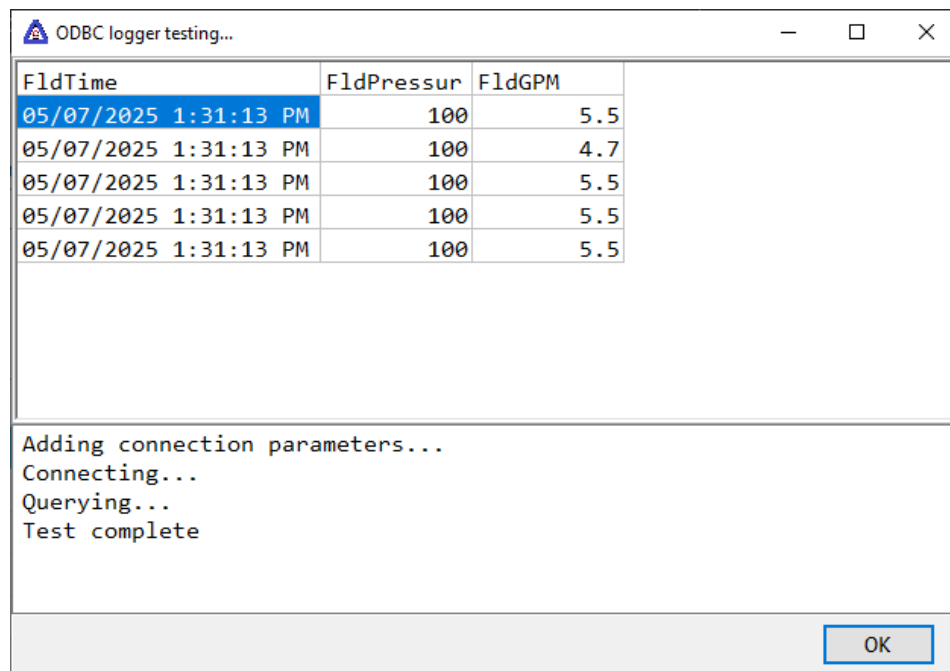 ODBC logger testing...
FldTime FldPressur FldGPM
05/07/2025 1:31:13 PM 100 5.5
05/07/2025 1:31:13 PM 100 4.7
05/07/2025 1:31:13 PM 100 5.5
05/07/2025 1:31:13 PM 100 5.5
05/07/2025 1:31:13 PM 100 5.5
Adding connection parameters...
Connecting...
Querying...
Test complete
OK